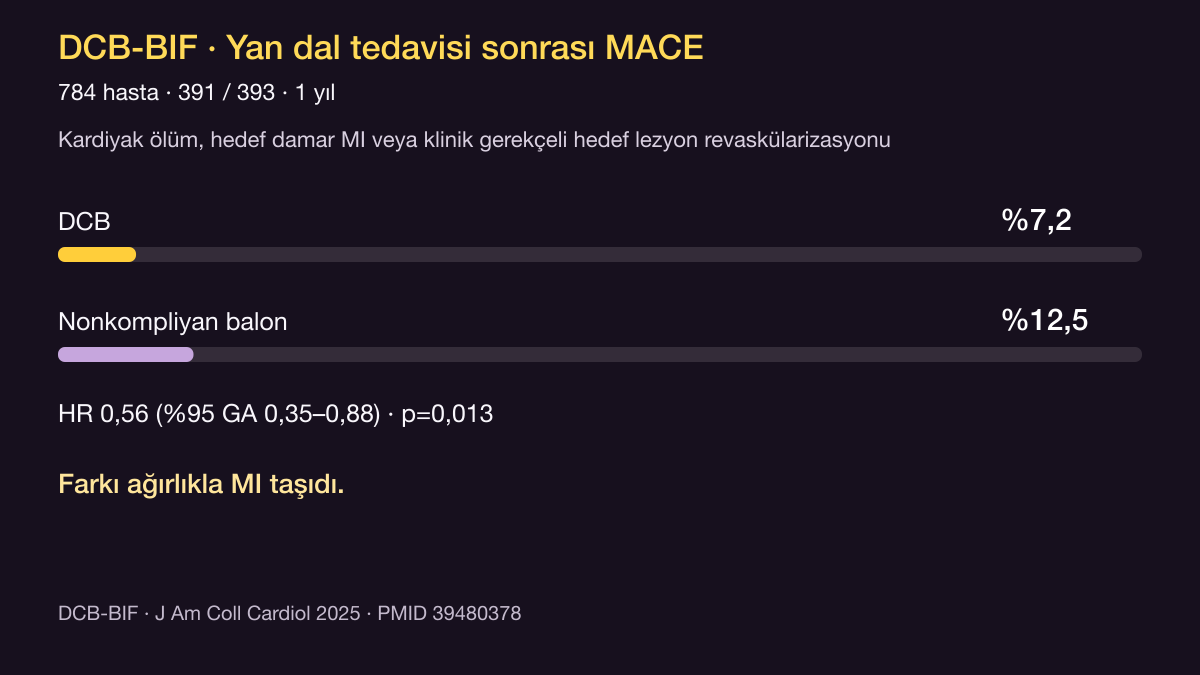 DCB-BIF · Yan dal tedavisi sonrası MACE
784 hasta · 391 / 393 · 1 yıl
Kardiyak ölüm, hedef damar MI veya klinik gerekçeli hedef lezyon revaskülarizasyonu
DCB %7,2
Nonkompliyan balon %12,5
HR 0,56 (%95 GA 0,35–0,88) · p=0,013
Farkı ağırlıkla MI taşıdı.
DCB-BIF · J Am Coll Cardiol 2025 · PMID 39480378